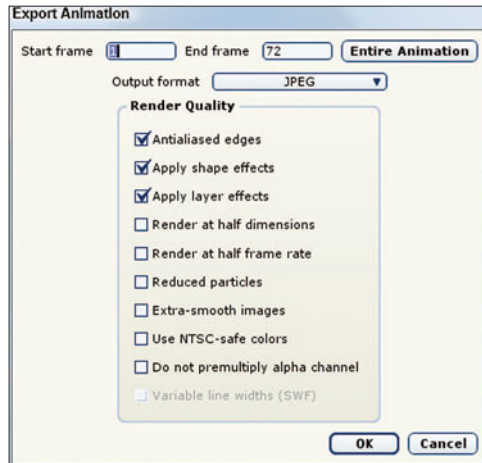 Export Animation
Start frame 1 End frame 72 Entire Animation
Output format JPEG
Render Quality
Antialiased edges
Apply shape effects
Apply layer effects
Render at half dimensions
Render at half frame rate
Reduced particles
Extra-smooth images
Use NTSC-safe colors
Do not premultiply alpha channel
Variable line widths (SWF)
OK Cancel